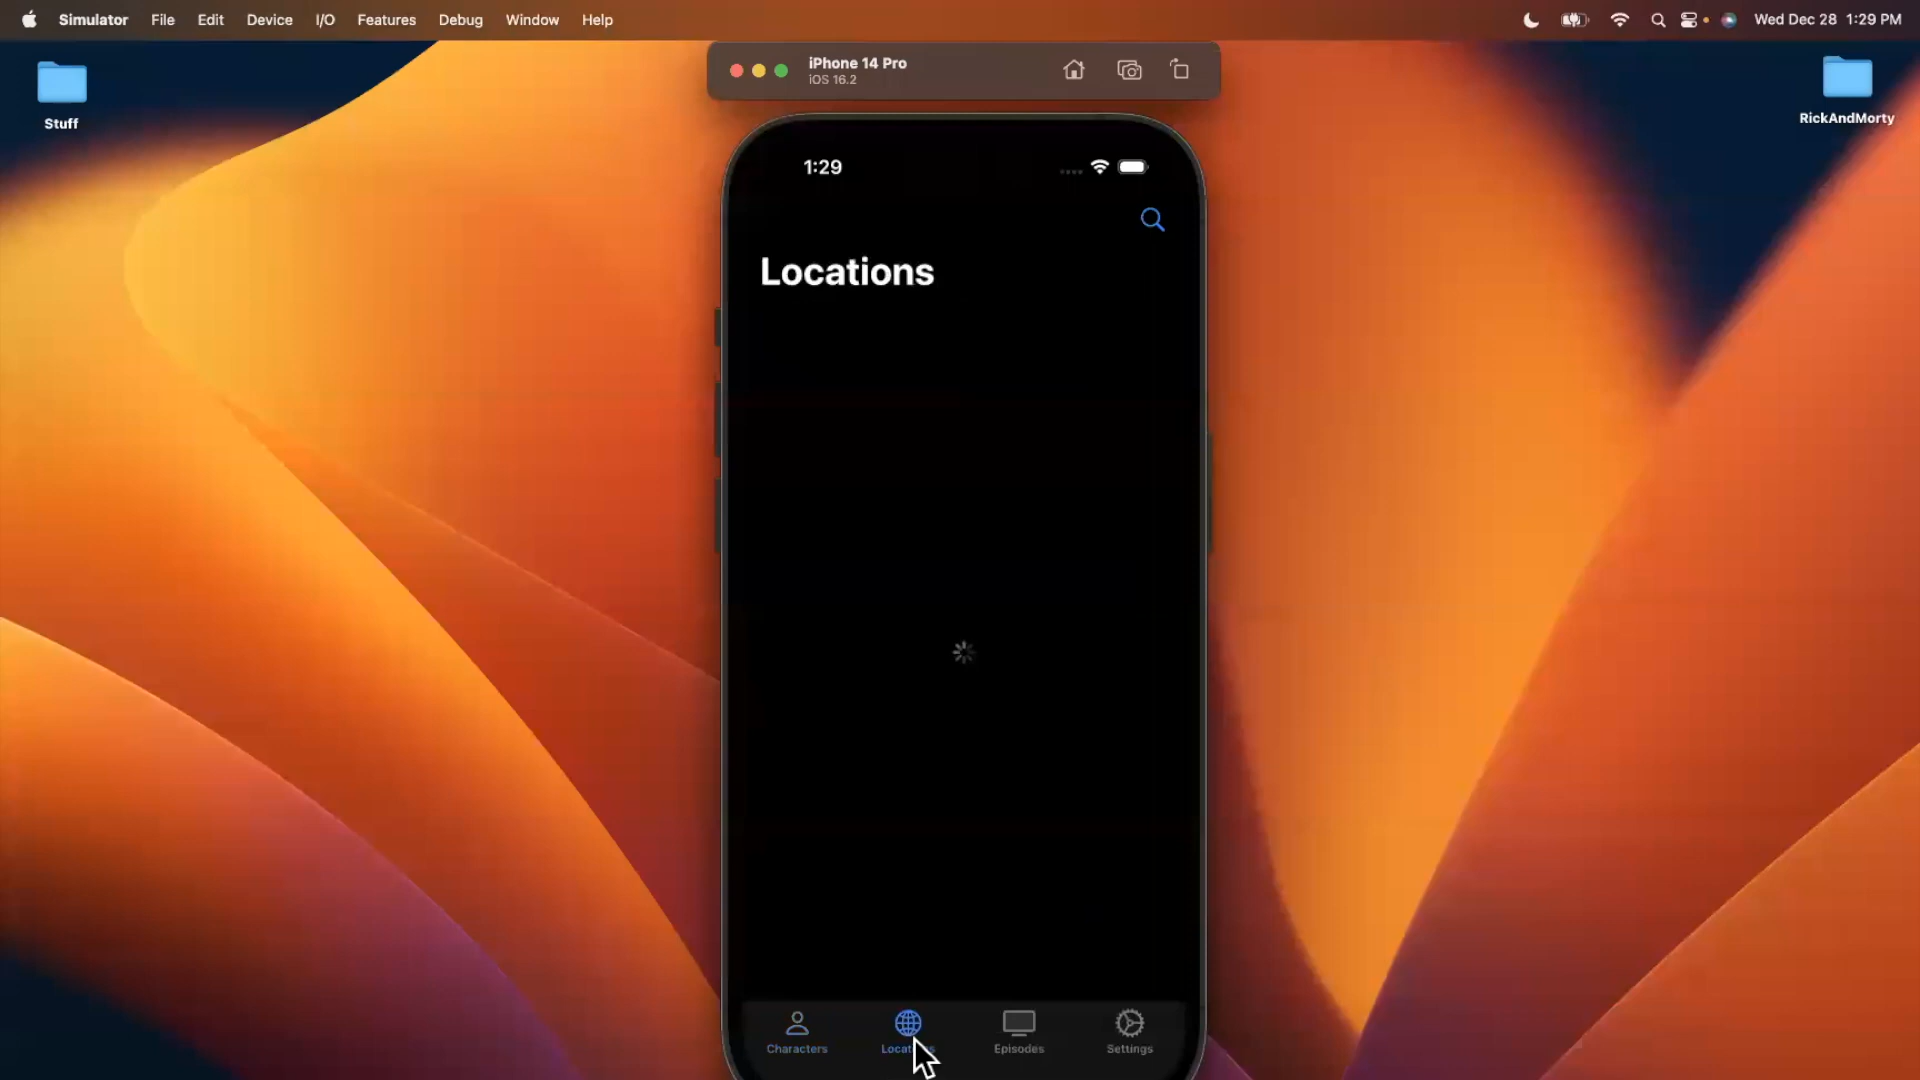 Simulator File Edit Device I/O Features Debug Window Help Wed Dec 28 1:29 PM
iPhone 14 Pro
iOS 16.2
Stuff
RickAndMorty
1:29
Locations
Characters Episodes Settings